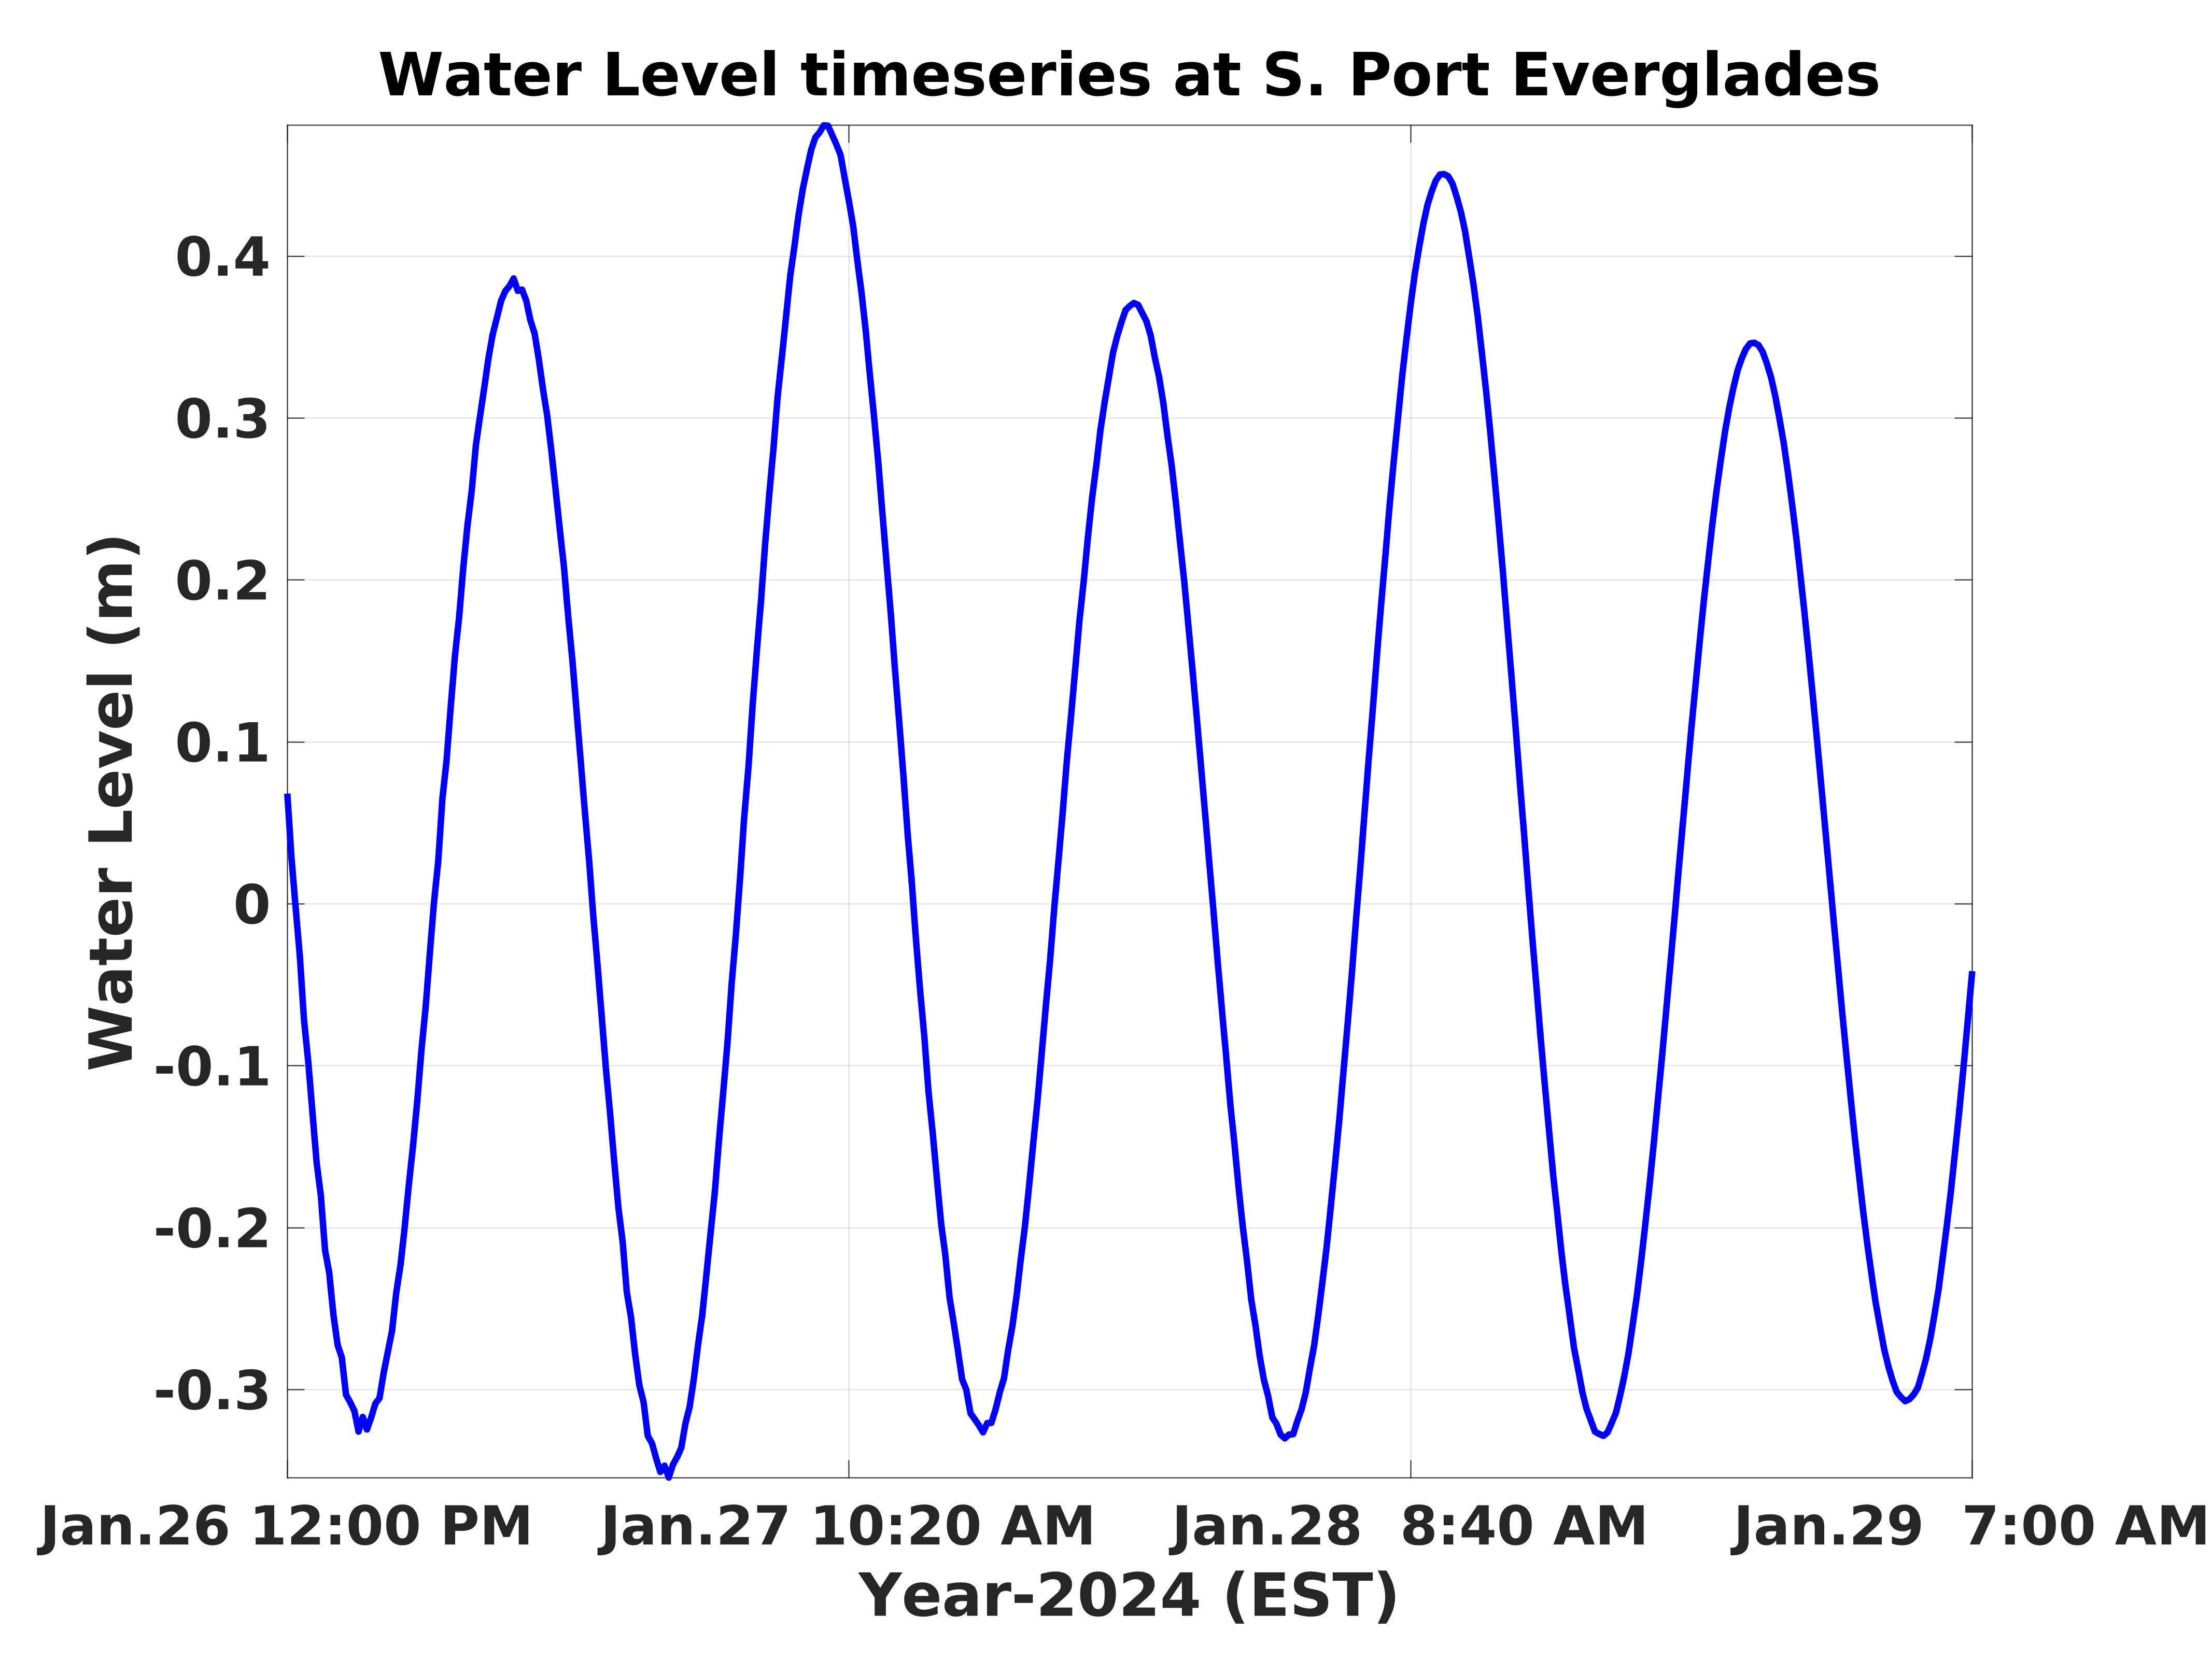 Water Level timeseries at S. Port Everglades
Water Level (m)
0.4
0.3
0.2
0.1
0
-0.1
-0.2
-0.3
Jan.26 12:00 PM Jan.27 10:20 AM Jan.28 8:40 AM Jan.29 7:00 AM
Year-2024 (EST)